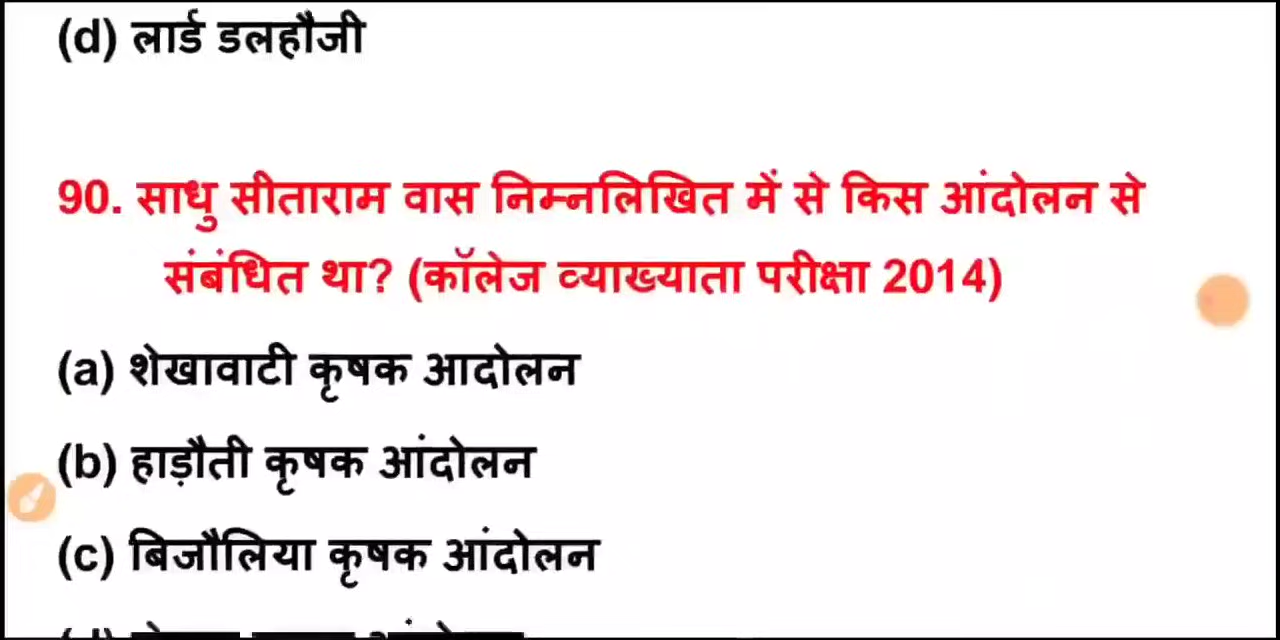 (d) लार्ड डलहौजी
90. साधु सीताराम वास निम्नलिखित में से किस आंदोलन से
संबंधित था? (कॉलेज व्याख्याता परीक्षा 2014)
(a) शेखावाटी कृषक आदोलन
(b) हाड़ौती कृषक आंदोलन
(c) बिजौलिया कृषक आंदोलन